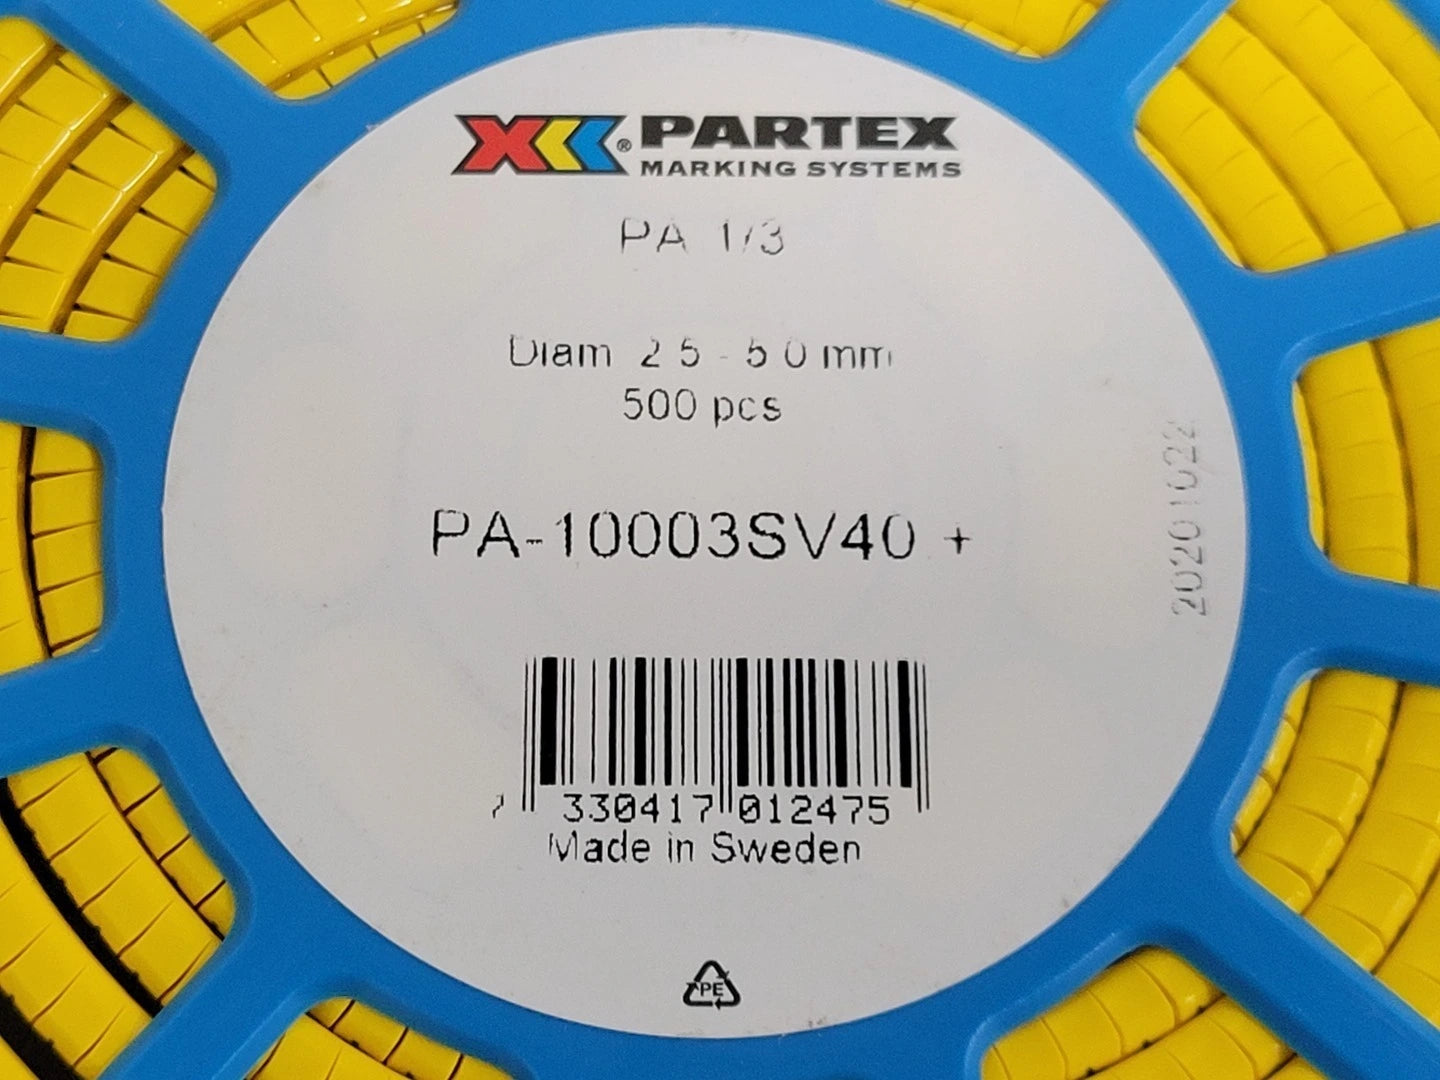 PARTEX
MARKING SYSTEMS
PA 1/3
Diam 2 5 - 5 0 mm
500 pcs
PA-10003SV40 +
20201022
7 330417 012475
Made in Sweden
PE